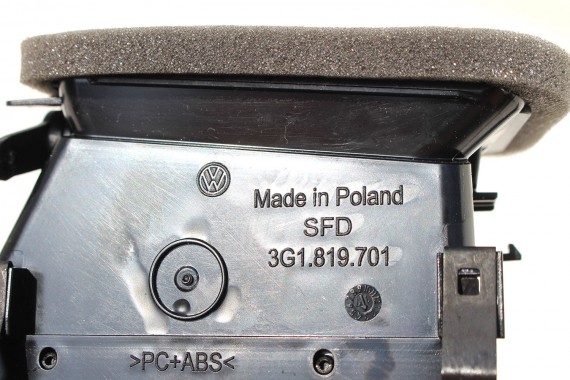 Made in Poland
SFD
3G1.819.701
>PC+ABS<